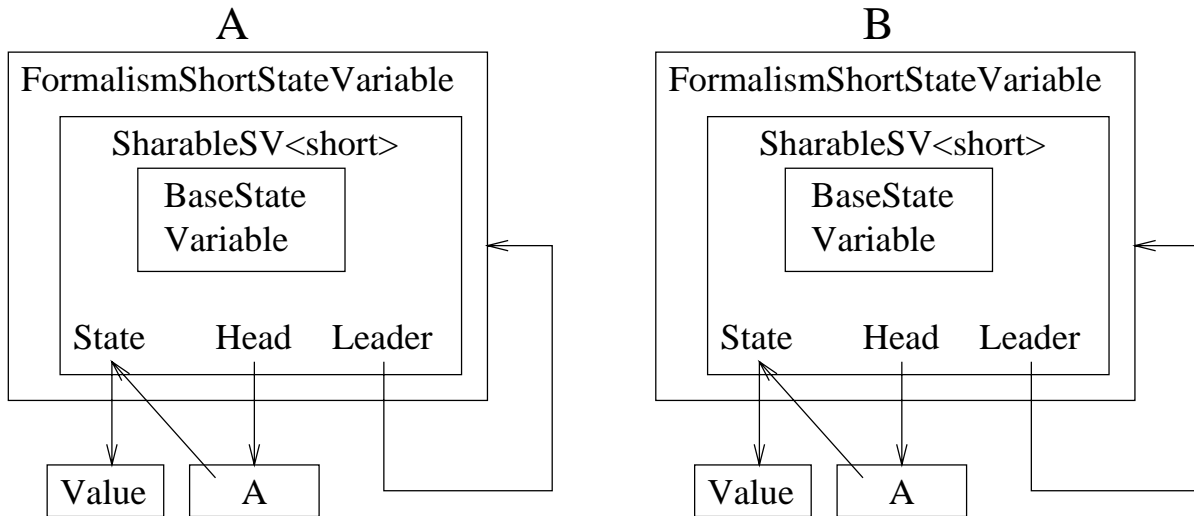 A
FormalismShortStateVariable
SharableSV<short>
BaseState
Variable
State Head Leader
Value A
B
FormalismShortStateVariable
SharableSV<short>
BaseState
Variable
State Head Leader
Value A